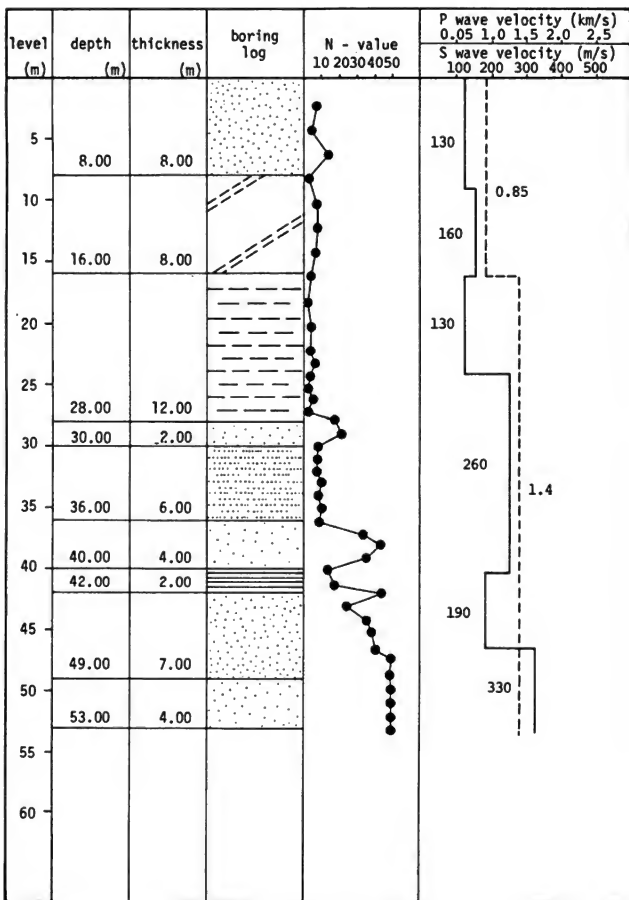 level (m)
depth (m)
thickness (m)
boring log
N - value
10 20 30 40 50
P wave velocity (km/s)
0.05 1.0 1.5 2.0 2.5
S wave velocity (m/s)
100 200 300 400 500
5
8.00 8.00
10
15
16.00 8.00
20
25
28.00 12.00
30
30.00 2.00
35
36.00 6.00
40
40.00 4.00
42.00 2.00
45
49.00 7.00
50
53.00 4.00
55
60
130
0.85
160
130
260
1.4
190
330